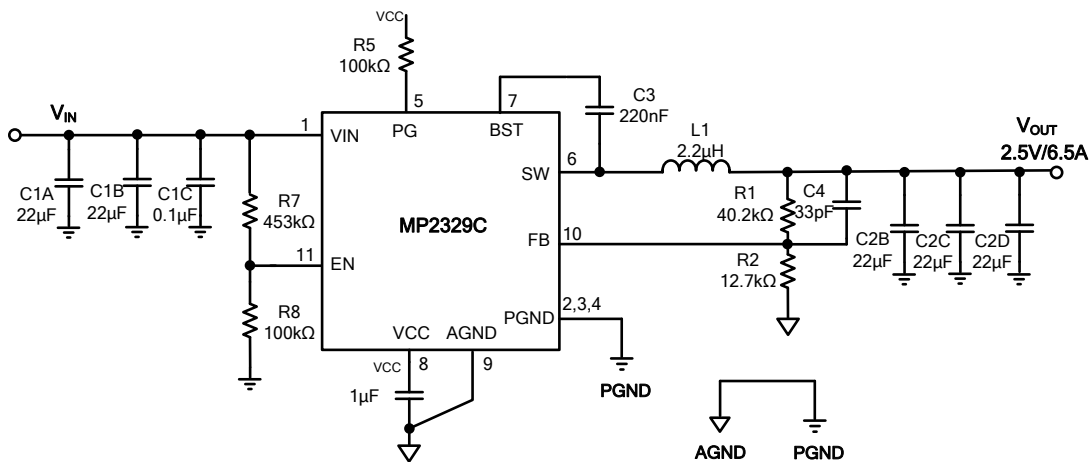 VCC
R5
100kΩ
5
7
C3
220nF
VIN
1
VIN
PG
BST
L1
2.2μH
VOUT
2.5V/6.5A
6
SW
C1A
22μF
C1B
22μF
C1C
0.1μF
R7
453kΩ
MP2329C
R1
40.2kΩ
C4
33pF
FB
10
C2B
22μF
C2C
22μF
C2D
22μF
11
EN
R2
12.7kΩ
R8
100kΩ
PGND
2,3,4
VCC
AGND
VCC
8
9
1μF
PGND
AGND
PGND